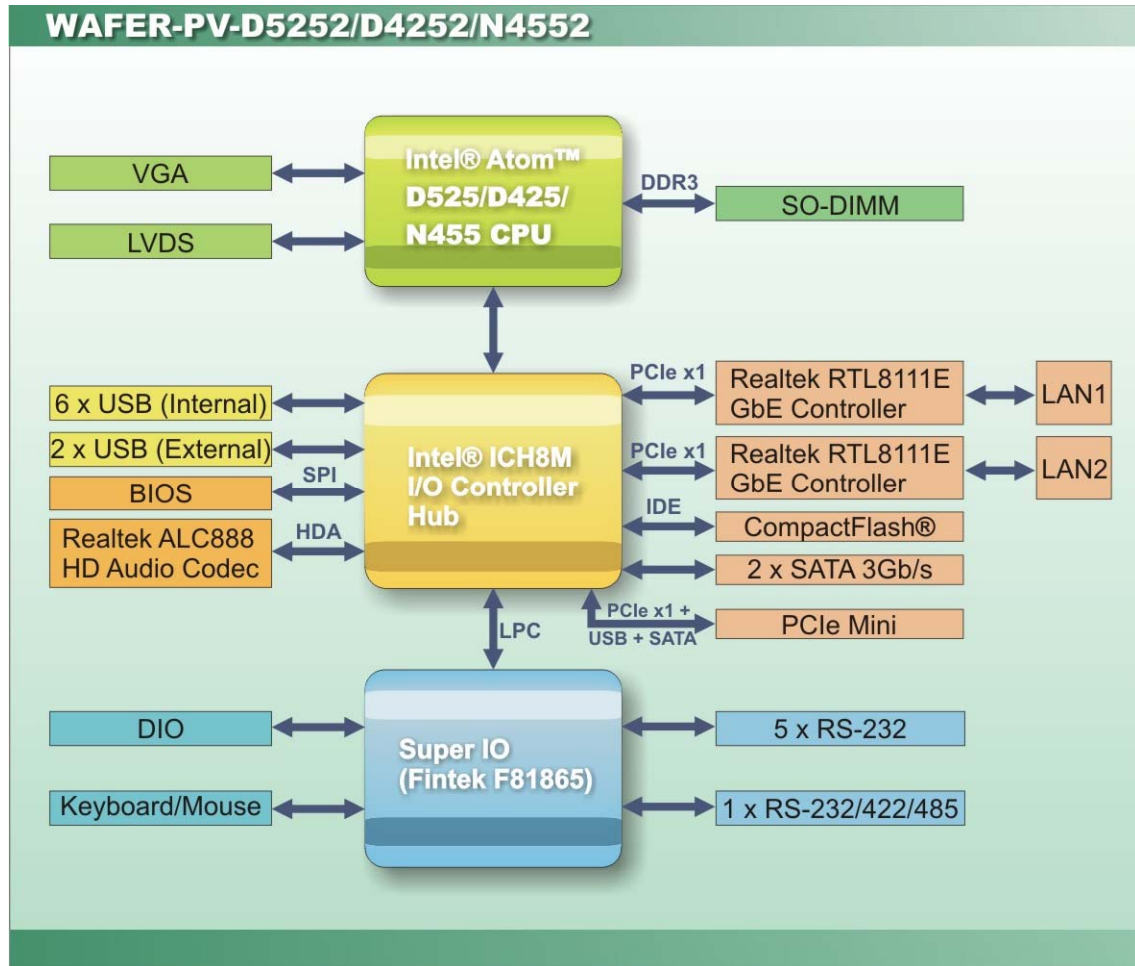 WAFER-PV-D5252/D4252/N4552
VGA
LVDS
Intel® Atom™
D525/D425/
N455 CPU
DDR3
SO-DIMM
6 x USB (Internal)
2 x USB (External)
SPI
BIOS
Realtek ALC888
HD Audio Codec
HDA
Intel® ICH8M
I/O Controller
Hub
PCIe x1
Realtek RTL8111E
GbE Controller
LAN1
PCIe x1
Realtek RTL8111E
GbE Controller
LAN2
IDE
CompactFlash®
2 x SATA 3Gb/s
PCIe x1 +
USB + SATA
PCIe Mini
LPC
DIO
Keyboard/Mouse
Super IO
(Fintek F81865)
5 x RS-232
1 x RS-232/422/485